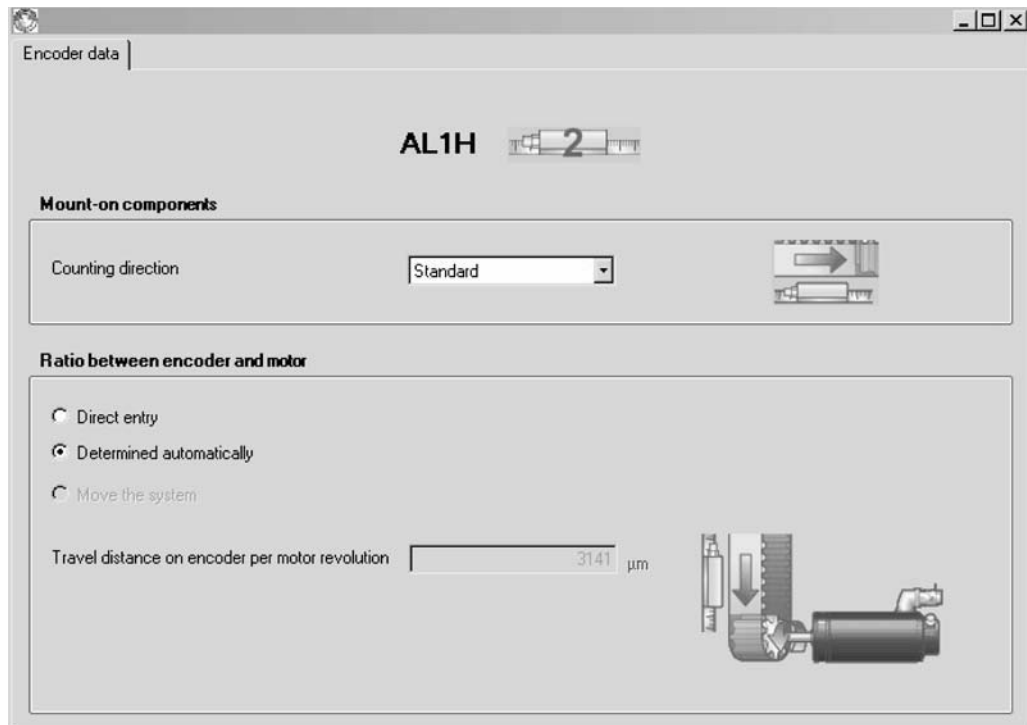 Encoder data
AL1H 2
Mount-on components
Counting direction Standard
Ratio between encoder and motor
Direct entry
Determined automatically
Move the system
Travel distance on encoder per motor revolution 3141 µm